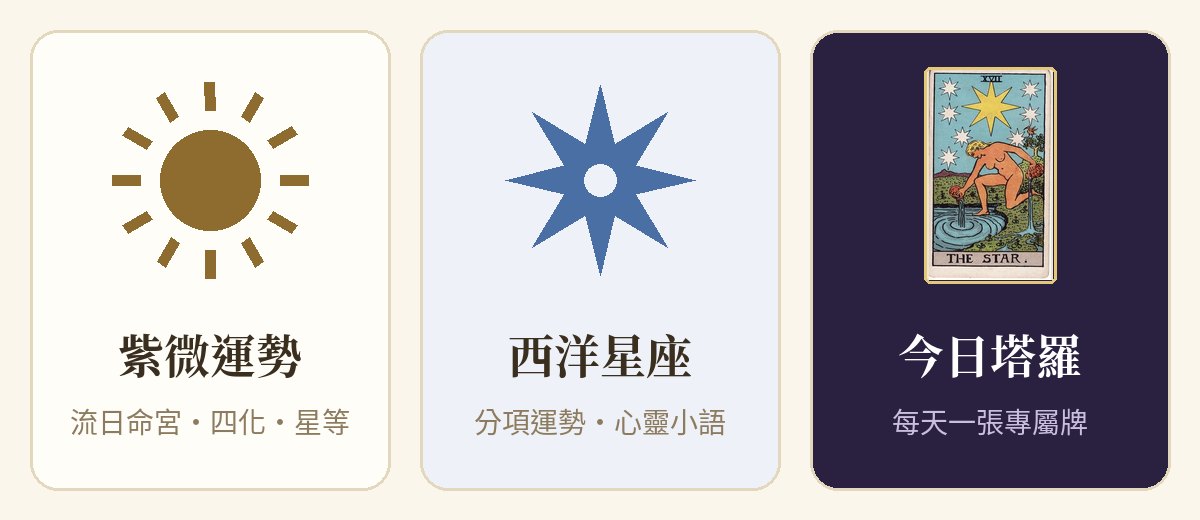 紫微運勢
流日命宮・四化・星等
西洋星座
分項運勢・心靈小語
XVII
THE STAR.
今日塔羅
每天一張專屬牌